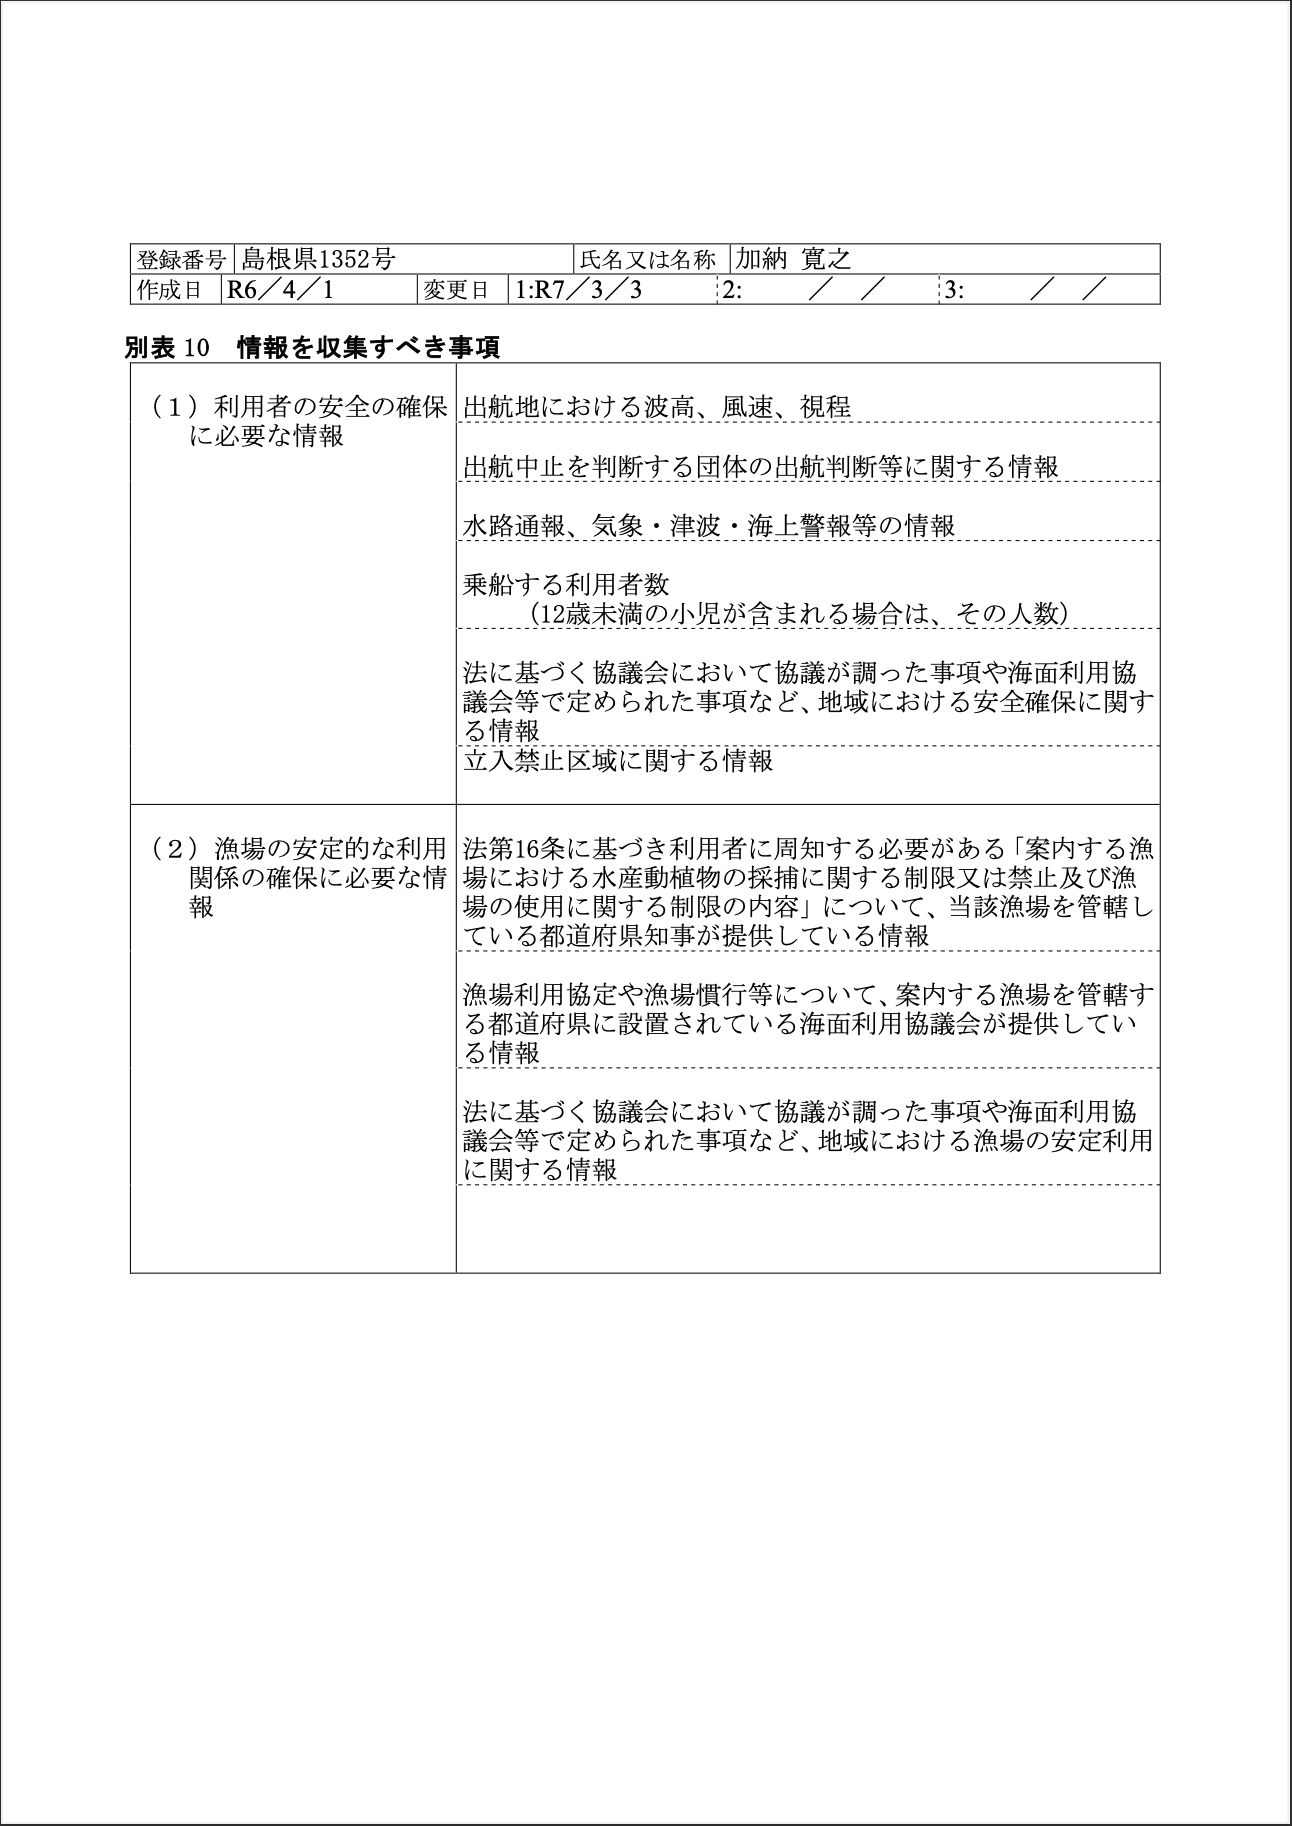 登録番号 島根県1352号 氏名又は名称 加納 寛之
作成日 R6／4／1 変更日 1:R7／3／3 2: ／ ／ 3: ／ ／
別表 10 情報を収集すべき事項
（１）利用者の安全の確保
に必要な情報
出航地における波高、風速、視程
出航中止を判断する団体の出航判断等に関する情報
水路通報、気象・津波・海上警報等の情報
乗船する利用者数
（12歳未満の小児が含まれる場合は、その人数）
法に基づく協議会において協議が調った事項や海面利用協
議会等で定められた事項など、地域における安全確保に関す
る情報
立入禁止区域に関する情報
（２）漁場の安定的な利用
関係の確保に必要な情
報
法第16条に基づき利用者に周知する必要がある「案内する漁
場における水産動植物の採捕に関する制限又は禁止及び漁
場の使用に関する制限の内容」について、当該漁場を管轄し
ている都道府県知事が提供している情報
漁場利用協定や漁場慣行等について、案内する漁場を管轄す
る都道府県に設置されている海面利用協議会が提供してい
る情報
法に基づく協議会において協議が調った事項や海面利用協
議会等で定められた事項など、地域における漁場の安定利用
に関する情報